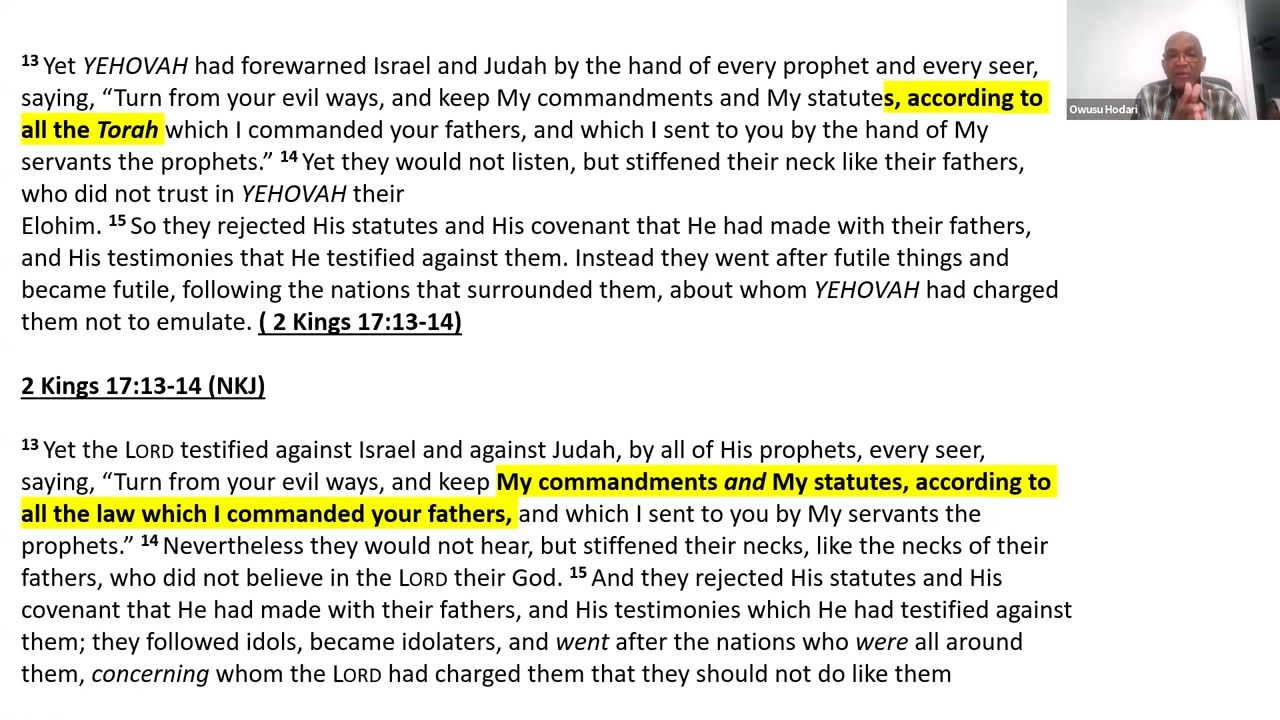 13 Yet YEHOVAH had forewarned Israel and Judah by the hand of every prophet and every seer,
saying, “Turn from your evil ways, and keep My commandments and My statutes, according to
all the Torah which I commanded your fathers, and which I sent to you by the hand of My
servants the prophets.” 14 Yet they would not listen, but stiffened their neck like their fathers,
who did not trust in YEHOVAH their
Elohim. 15 So they rejected His statutes and His covenant that He had made with their fathers,
and His testimonies that He testified against them. Instead they went after futile things and
became futile, following the nations that surrounded them, about whom YEHOVAH had charged
them not to emulate. ( 2 Kings 17:13-14)
2 Kings 17:13-14 (NKJ)
13 Yet the LORD testified against Israel and against Judah, by all of His prophets, every seer,
saying, “Turn from your evil ways, and keep My commandments and My statutes, according to
all the law which I commanded your fathers, and which I sent to you by My servants the
prophets.” 14 Nevertheless they would not hear, but stiffened their necks, like the necks of their
fathers, who did not believe in the LORD their God. 15 And they rejected His statutes and His
covenant that He had made with their fathers, and His testimonies which He had testified against
them; they followed idols, became idolaters, and went after the nations who were all around
them, concerning whom the LORD had charged them that they should not do like them
Owusu Hodari